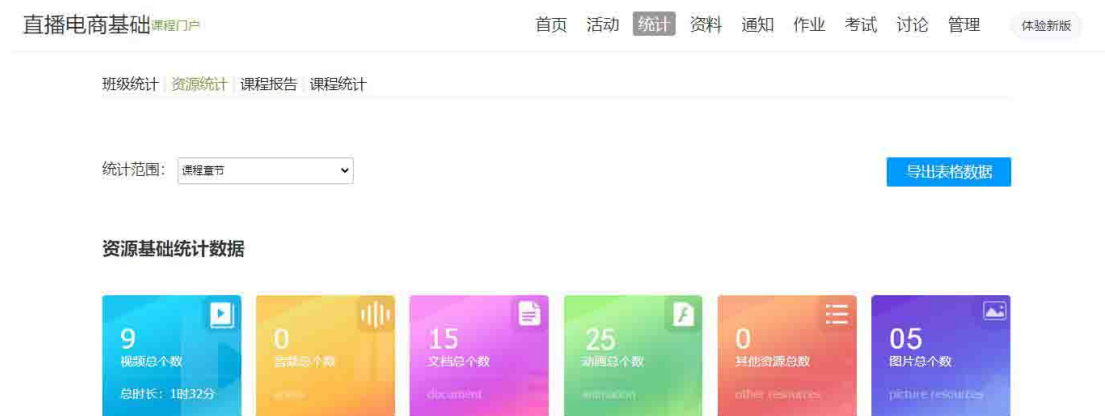 直播电商基础课程门户 首页 活动 统计 资料 通知 作业 考试 讨论 管理 体验新版
班级统计 资源统计 课程报告 课程统计
统计范围： 课程章节 导出表格数据
资源基础统计数据
9 0 15 25 0 05
视频总个数 音频总个数 文档总个数 动画总个数 其他资源总数 图片总个数
总时长：1时32分 document animation other resources picture resources